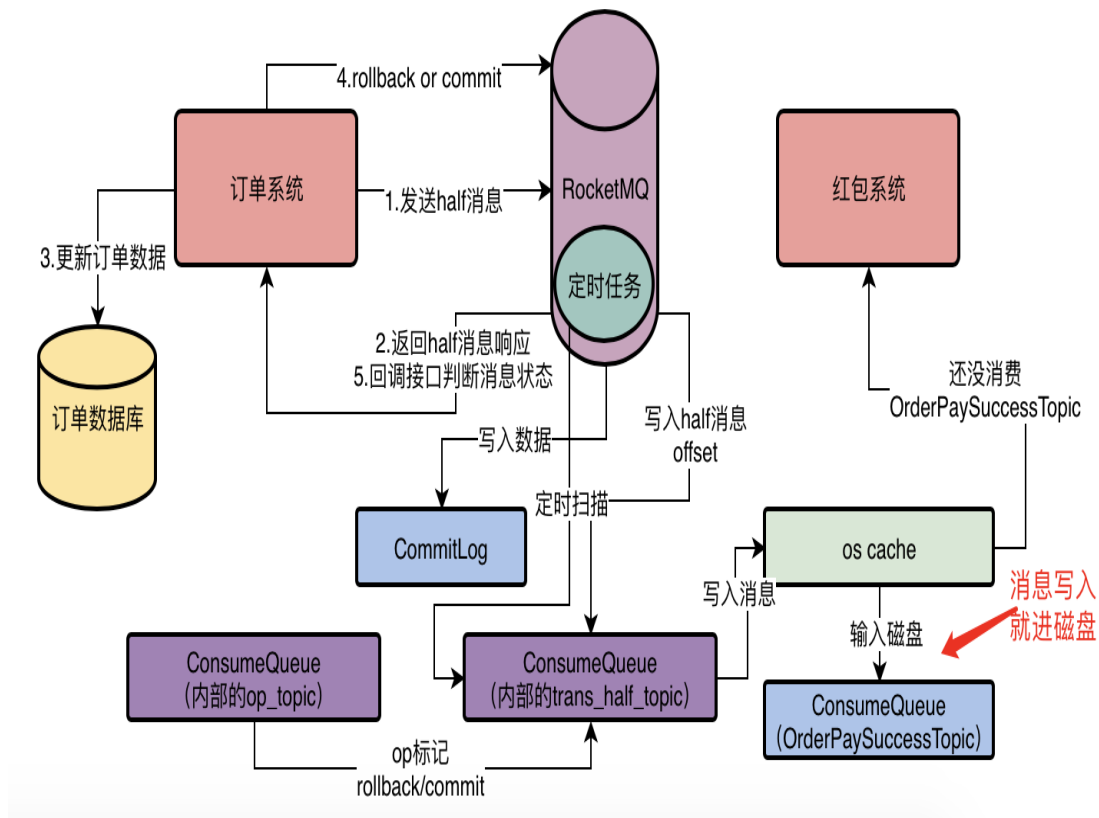 4.rollback or commit
订单系统
1.发送half消息
RocketMQ
红包系统
3.更新订单数据
定时任务
2.返回half消息响应
5.回调接口判断消息状态
订单数据库
还没消费
OrderPaySuccessTopic
写入half消息
offset
写入数据
定时扫描
CommitLog
os cache
消息写入
就进磁盘
写入消息
输入磁盘
ConsumeQueue
（内部的op_topic）
ConsumeQueue
（内部的trans_half_topic）
ConsumeQueue
（OrderPaySuccessTopic）
op标记
rollback/commit